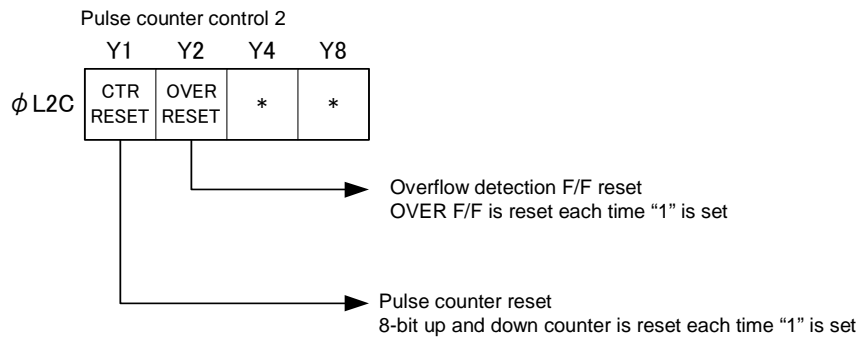 Pulse counter control 2
Y1 Y2 Y4 Y8
ϕL2C
CTR RESET
OVER RESET
*
*
Overflow detection F/F reset
OVER F/F is reset each time “1” is set
Pulse counter reset
8-bit up and down counter is reset each time “1” is set